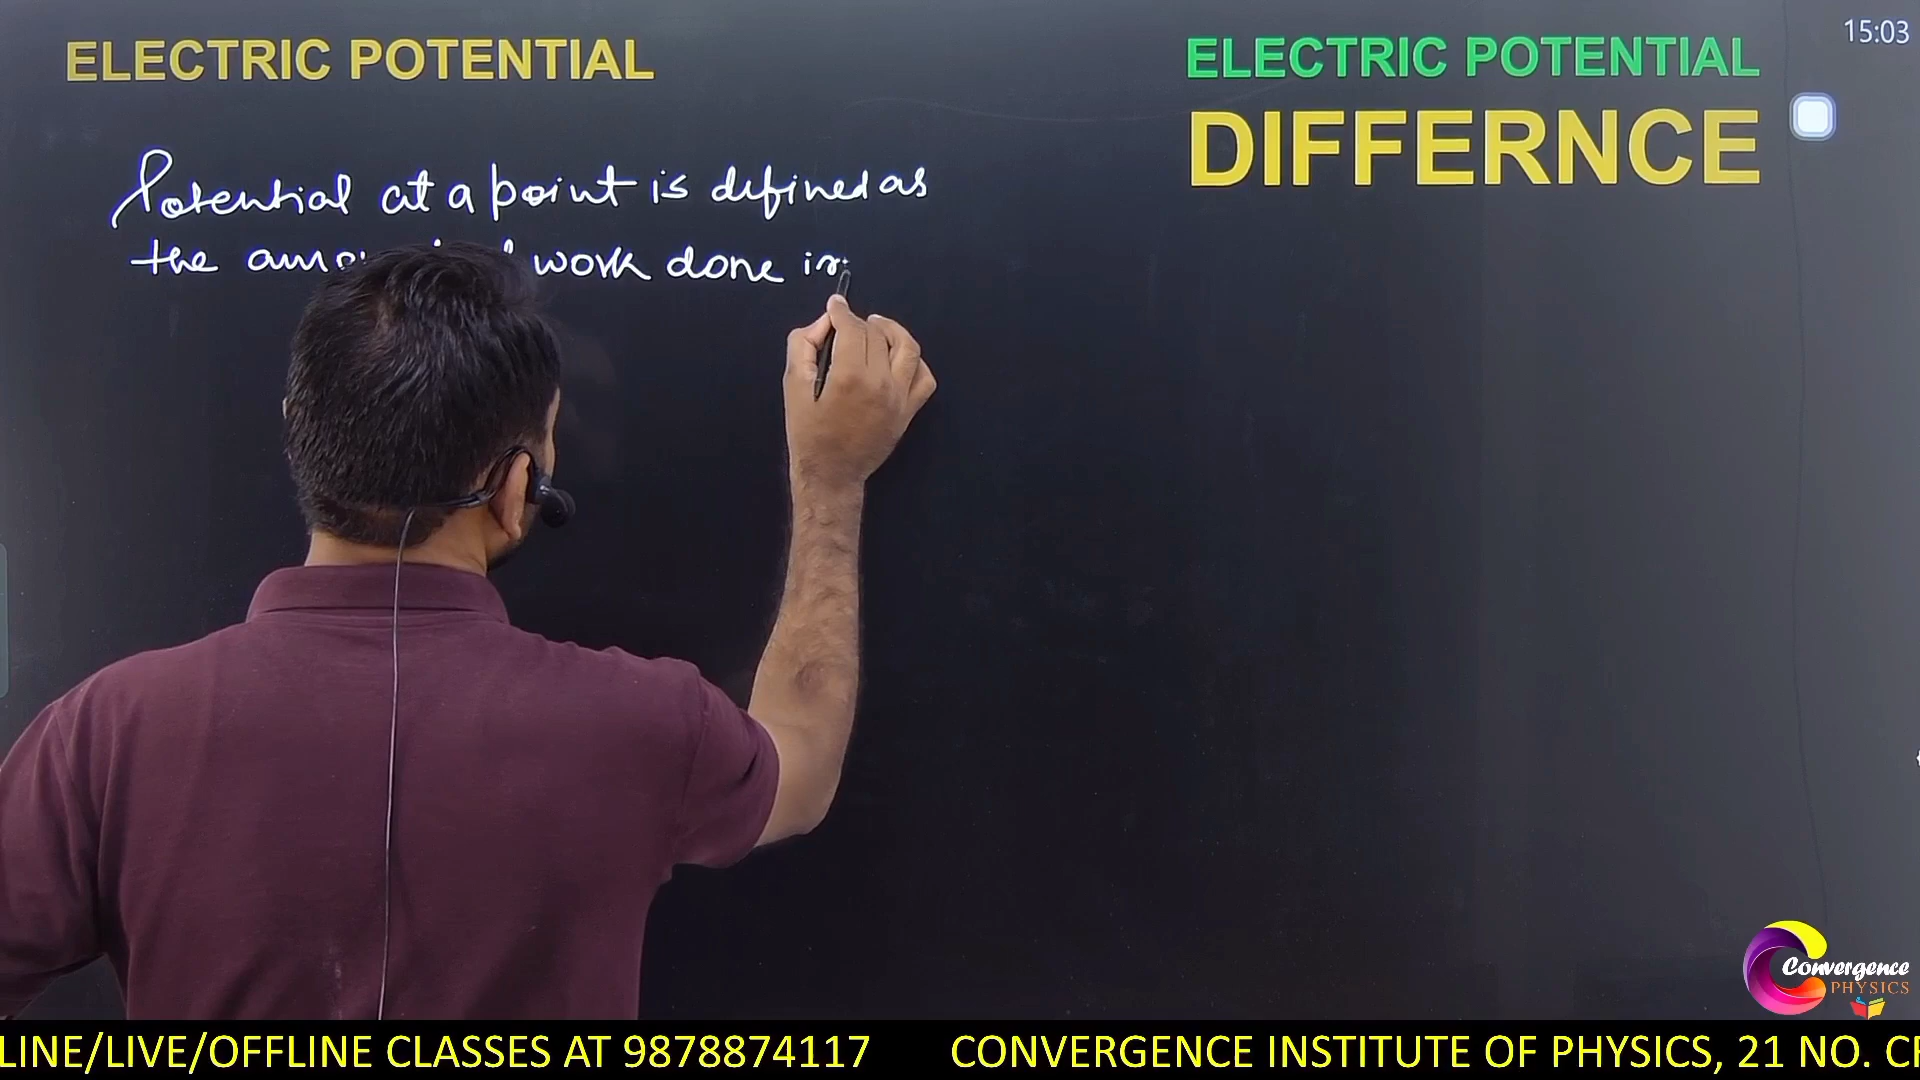 ELECTRIC POTENTIAL
ELECTRIC POTENTIAL
DIFFERNCE
15:03
Potential at a point is defined as
the work done in
Convergence
PHYSICS
LINE/LIVE/OFFLINE CLASSES AT 9878874117 CONVERGENCE INSTITUTE OF PHYSICS, 21 NO.